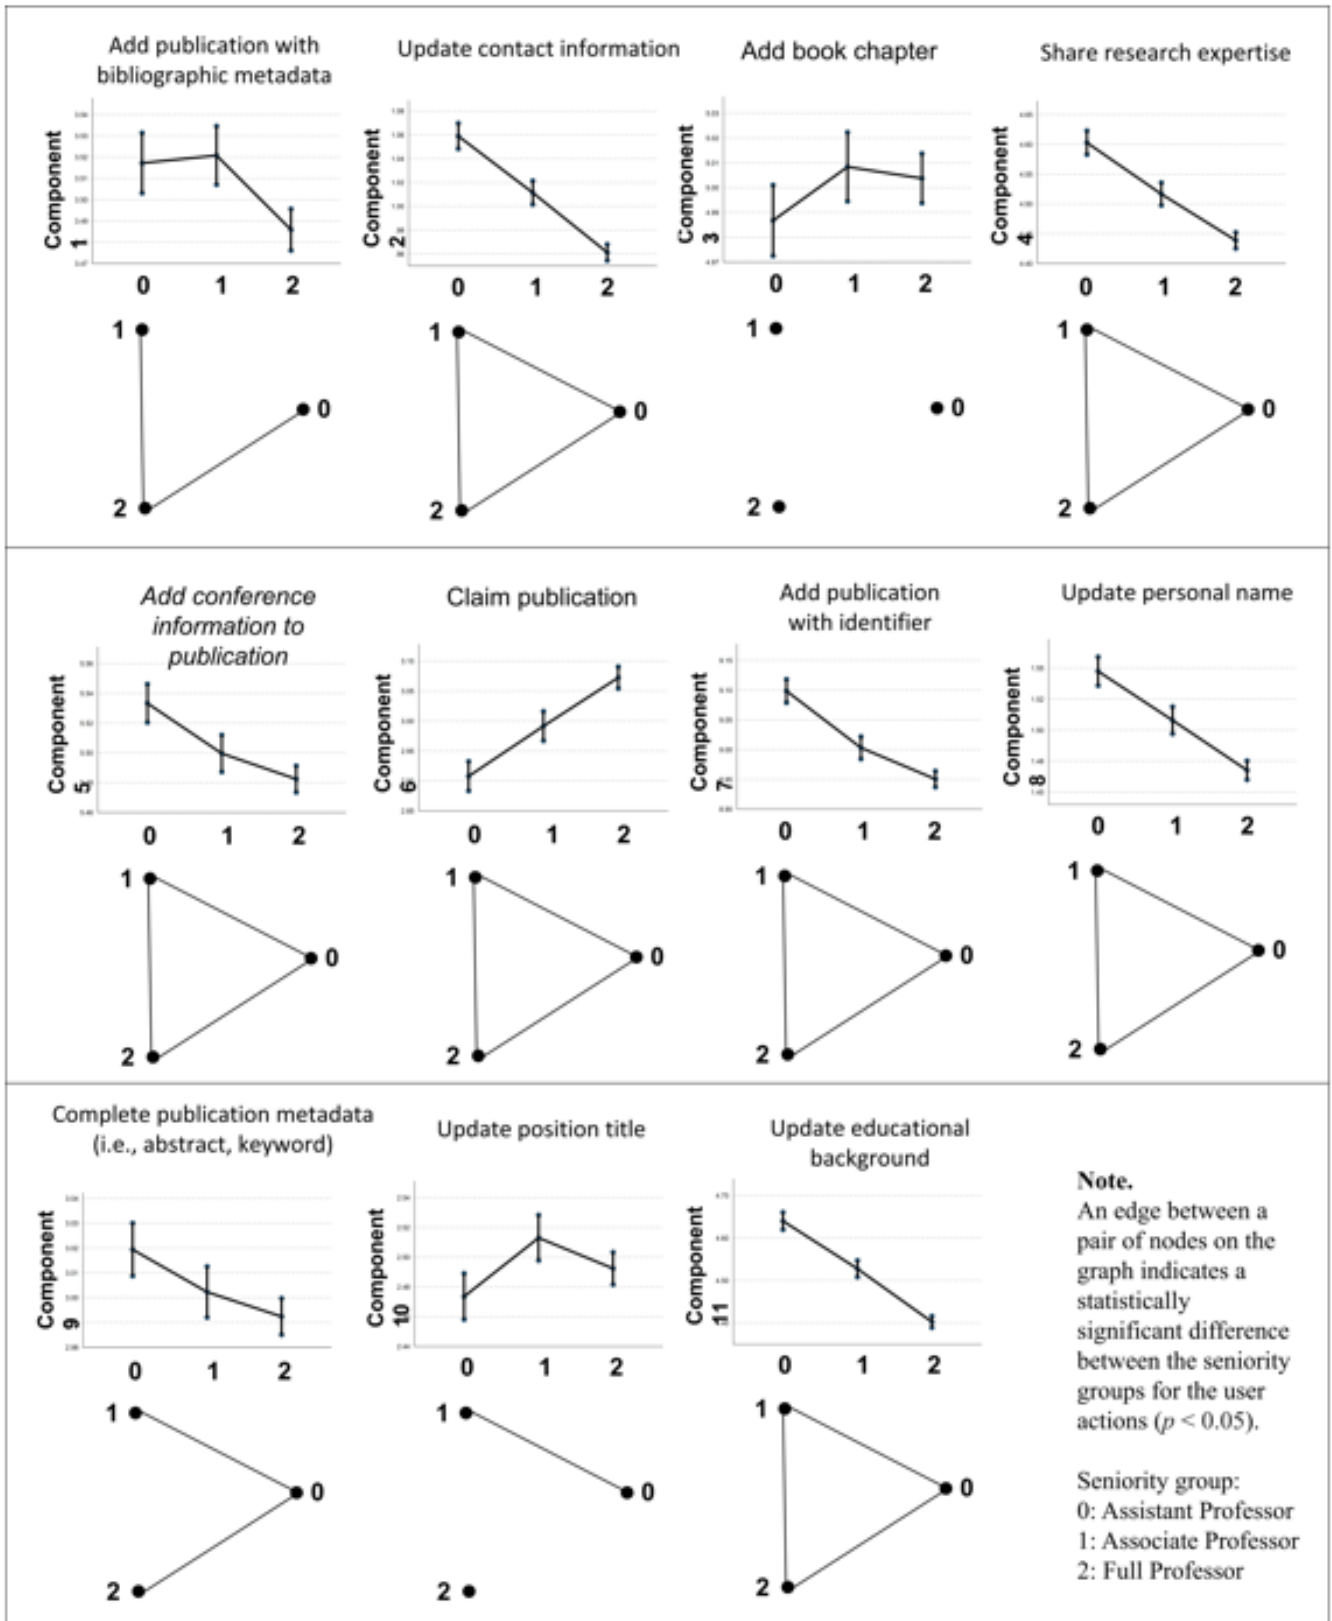 Add publication with
bibliographic metadata
Update contact information
Add book chapter
Share research expertise
Component
1
Component
2
Component
3
Component
4
0 1 2
0 1 2
0 1 2
0 1 2
1
0
2
1
0
2
1
0
2
1
0
2
Add conference
information to
publication
Claim publication
Add publication
with identifier
Update personal name
Component
5
Component
6
Component
7
Component
8
0 1 2
0 1 2
0 1 2
0 1 2
1
0
2
1
0
2
1
0
2
1
0
2
Complete publication metadata
(i.e., abstract, keyword)
Update position title
Update educational
background
Component
9
Component
10
Component
11
0 1 2
0 1 2
0 1 2
1
0
2
1
0
2
1
0
2
Note.
An edge between a
pair of nodes on the
graph indicates a
statistically
significant difference
between the seniority
groups for the user
actions (p < 0.05).
Seniority group:
0: Assistant Professor
1: Associate Professor
2: Full Professor